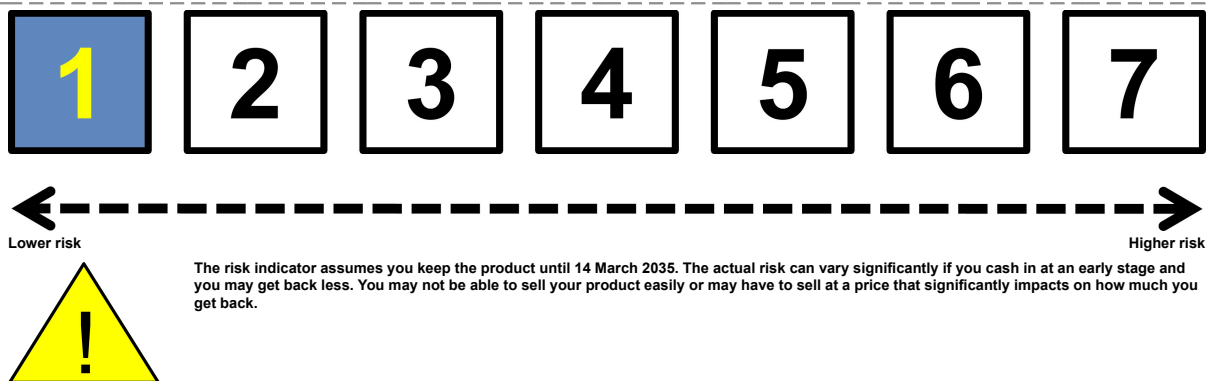 1 2 3 4 5 6 7
Lower risk Higher risk
The risk indicator assumes you keep the product until 14 March 2035. The actual risk can vary significantly if you cash in at an early stage and
you may get back less. You may not be able to sell your product easily or may have to sell at a price that significantly impacts on how much you
get back.
!